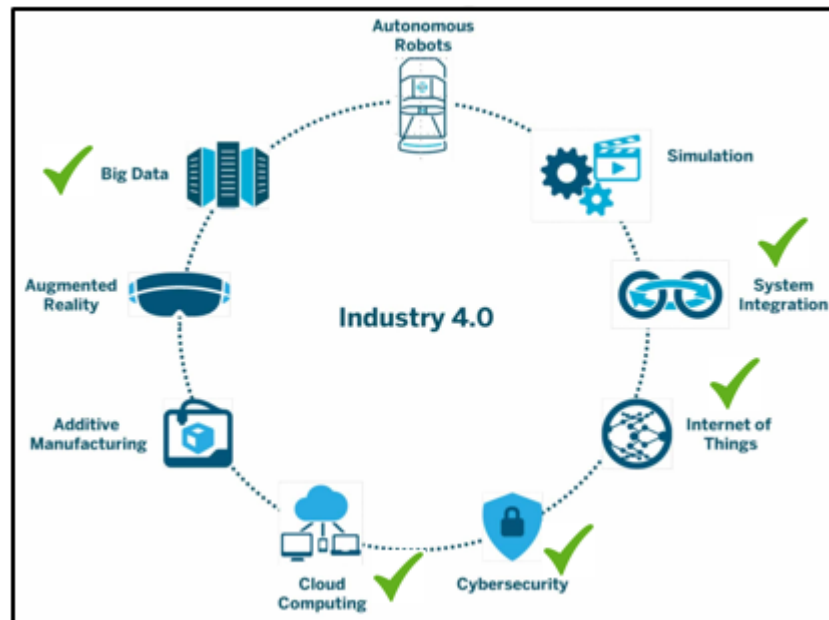 Autonomous
Robots
Simulation
Big Data
System
Integration
Augmented
Reality
Industry 4.0
Internet of
Things
Additive
Manufacturing
Cybersecurity
Cloud
Computing